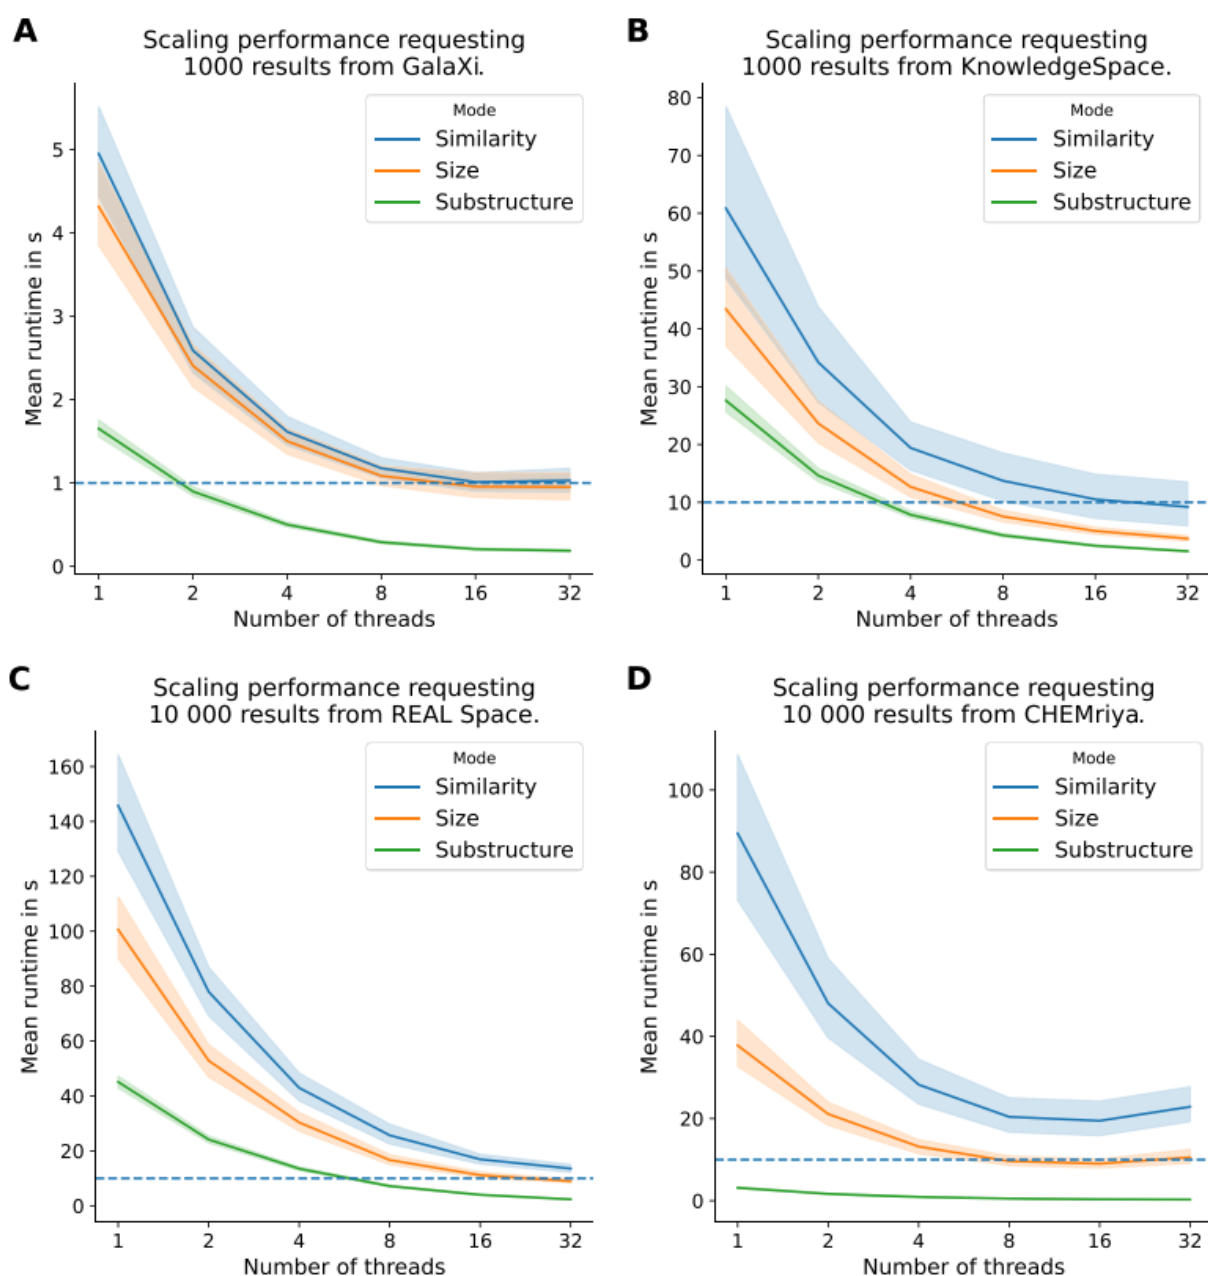 A
Scaling performance requesting
1000 results from GalaXi.
Mode
Similarity
Size
Substructure
Mean runtime in s
5
4
3
2
1
0
1 2 4 8 16 32
Number of threads
B
Scaling performance requesting
1000 results from KnowledgeSpace.
Mode
Similarity
Size
Substructure
Mean runtime in s
80
70
60
50
40
30
20
10
0
1 2 4 8 16 32
Number of threads
C
Scaling performance requesting
10 000 results from REAL Space.
Mode
Similarity
Size
Substructure
Mean runtime in s
160
140
120
100
80
60
40
20
0
1 2 4 8 16 32
Number of threads
D
Scaling performance requesting
10 000 results from CHEMriya.
Mode
Similarity
Size
Substructure
Mean runtime in s
100
80
60
40
20
0
1 2 4 8 16 32
Number of threads